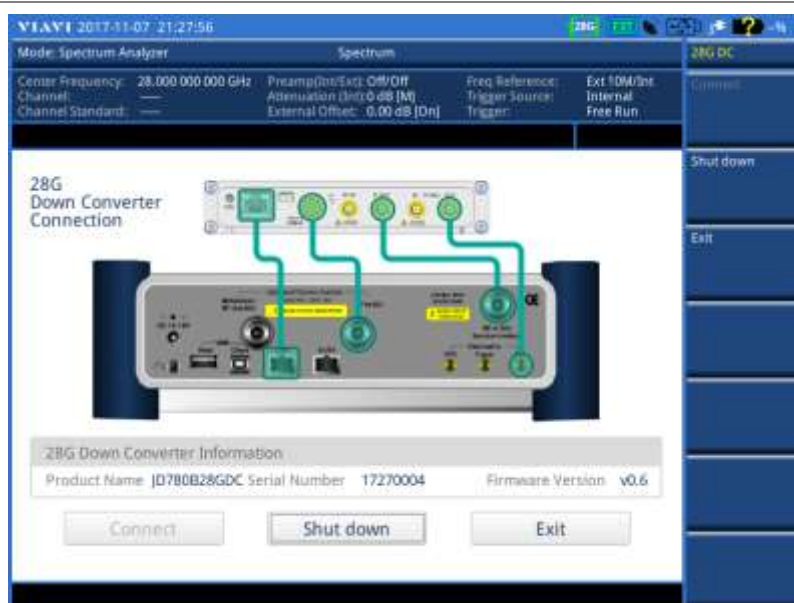 VIAVI 2017-11-07 21:27:56
28G EXT
Mode: Spectrum Analyzer Spectrum 28G DC
Center Frequency: 28.000 000 000 GHz Preamp(Int/Ext): Off/Off Freq Reference: Ext 10M/Int
Channel: — Attenuation (Int): 0 dB [M] Trigger Source: Internal
Channel Standard: — External Offset: 0.00 dB [On] Trigger: Free Run
Connect
Shut down
Exit
28G
Down Converter
Connection
28G Down Converter Information
Product Name JD780B28GDC Serial Number 17270004 Firmware Version v0.6
Connect Shut down Exit